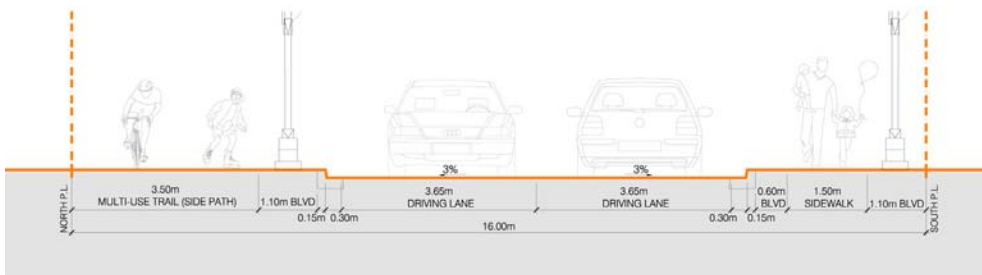 3%
3%
3.50m
MULTI-USE TRAIL (SIDE PATH)
1.10m BLVD
0.15m
0.30m
3.65m
DRIVING LANE
3.65m
DRIVING LANE
0.30m
0.15m
0.60m
BLVD
1.50m
SIDEWALK
1.10m BLVD
16.00m
NORTH P.L.
SOUTH P.L.